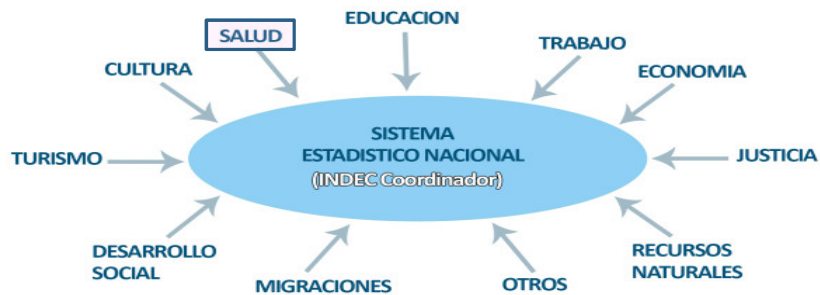 EDUCACION
SALUD
TRABAJO
CULTURA
ECONOMIA
SISTEMA
ESTADISTICO NACIONAL
(INDEC Coordinador)
TURISMO
JUSTICIA
DESARROLLO
SOCIAL
RECURSOS
NATURALES
MIGRACIONES
OTROS